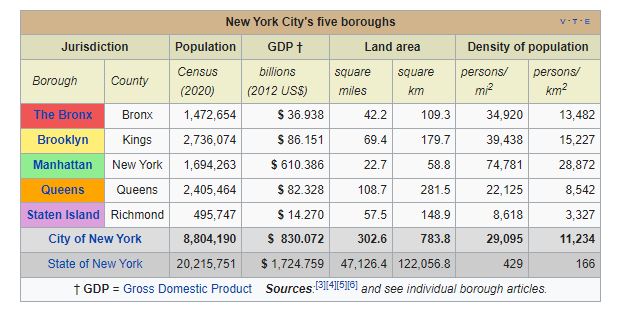 New York City's five boroughs V·T·E
Jurisdiction Population GDP † Land area Density of population
Borough County Census (2020) billions (2012 US$) square miles square km persons/ mi2 persons/ km2
The Bronx Bronx 1,472,654 $ 36.938 42.2 109.3 34,920 13,482
Brooklyn Kings 2,736,074 $ 86.151 69.4 179.7 39,438 15,227
Manhattan New York 1,694,263 $ 610.386 22.7 58.8 74,781 28,872
Queens Queens 2,405,464 $ 82.328 108.7 281.5 22,125 8,542
Staten Island Richmond 495,747 $ 14.270 57.5 148.9 8,618 3,327
City of New York 8,804,190 $ 830.072 302.6 783.8 29,095 11,234
State of New York 20,215,751 $ 1,724.759 47,126.4 122,056.8 429 166
† GDP = Gross Domestic Product Sources:[3][4][5][6] and see individual borough articles.